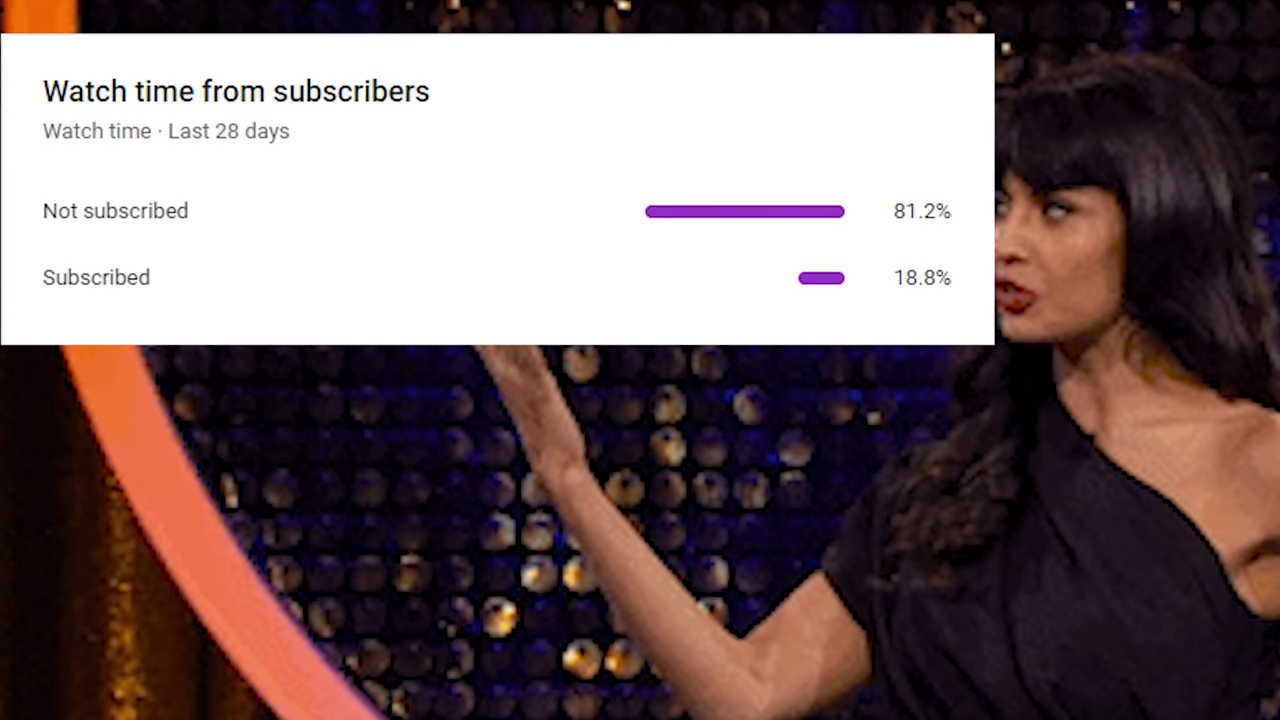 Watch time from subscribers
Watch time · Last 28 days
Not subscribed 81.2%
Subscribed 18.8%